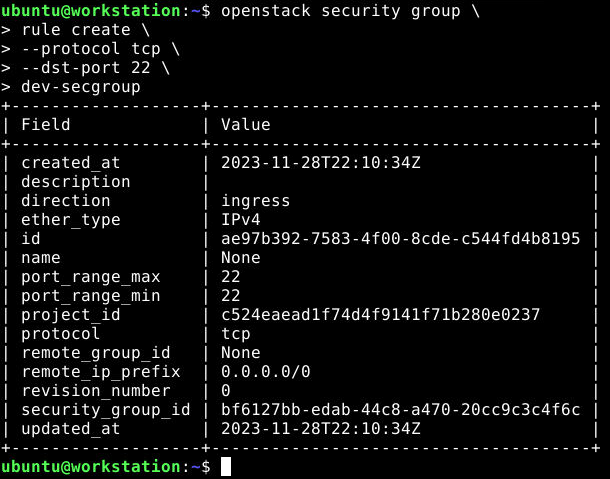 ubuntu@workstation:~$ openstack security group \
> rule create \
> --protocol tcp \
> --dst-port 22 \
> dev-secgroup
+-------------------+--------------------------------------+
| Field             | Value                                |
+-------------------+--------------------------------------+
| created_at        | 2023-11-28T22:10:34Z                 |
| description       |                                      |
| direction         | ingress                              |
| ether_type        | IPv4                                 |
| id                | ae97b392-7583-4f00-8cde-c544fd4b8195 |
| name              | None                                 |
| port_range_max    | 22                                   |
| port_range_min    | 22                                   |
| project_id        | c524eaead1f74d4f9141f71b280e0237     |
| protocol          | tcp                                  |
| remote_group_id   | None                                 |
| remote_ip_prefix  | 0.0.0.0/0                            |
| revision_number   | 0                                    |
| security_group_id | bf6127bb-edab-44c8-a470-20cc9c3c4f6c |
| updated_at        | 2023-11-28T22:10:34Z                 |
+-------------------+--------------------------------------+
ubuntu@workstation:~$